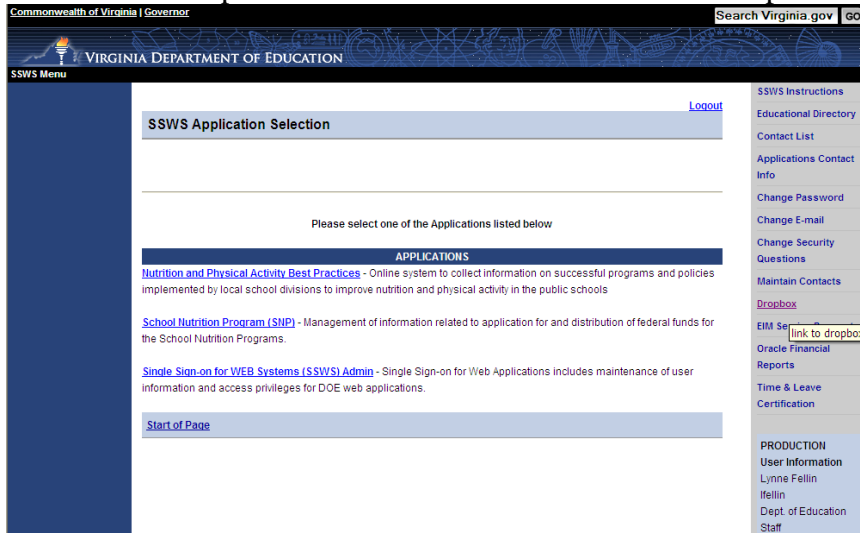 Commonwealth of Virginia | Governor
Search Virginia.gov GO
VIRGINIA DEPARTMENT OF EDUCATION
SSWS Menu
Logout
SSWS Application Selection
Please select one of the Applications listed below
APPLICATIONS
Nutrition and Physical Activity Best Practices - Online system to collect information on successful programs and policies
implemented by local school divisions to improve nutrition and physical activity in the public schools
School Nutrition Program (SNP) - Management of information related to application for and distribution of federal funds for
the School Nutrition Programs.
Single Sign-on for WEB Systems (SSWS) Admin - Single Sign-on for Web Applications includes maintenance of user
information and access privileges for DOE web applications.
Start of Page
SSWS Instructions
Educational Directory
Contact List
Applications Contact
Info
Change Password
Change E-mail
Change Security
Questions
Maintain Contacts
Dropbox
EIM
link to dropbox
Oracle Financial
Reports
Time & Leave
Certification
PRODUCTION
User Information
Lynne Fellin
lfellin
Dept. of Education
Staff